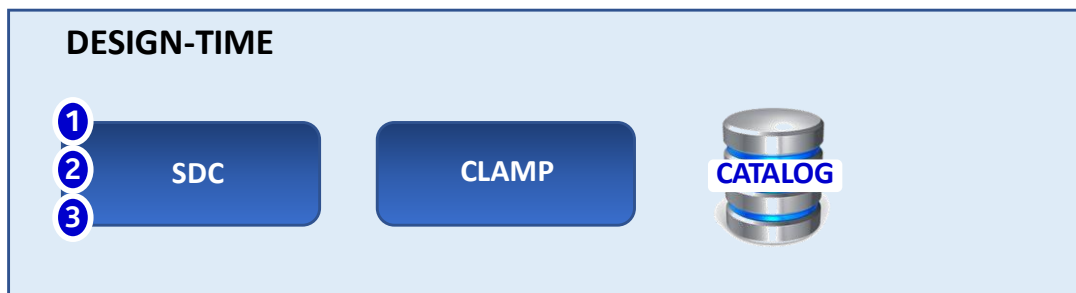 DESIGN-TIME
1
2
3
SDC
CLAMP
CATALOG